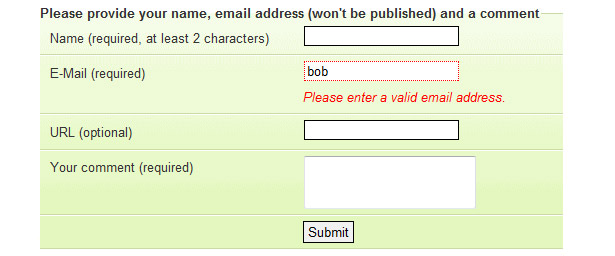 Please provide your name, email address (won't be published) and a comment
Name (required, at least 2 characters)
E-Mail (required)
bob
Please enter a valid email address.
URL (optional)
Your comment (required)
Submit